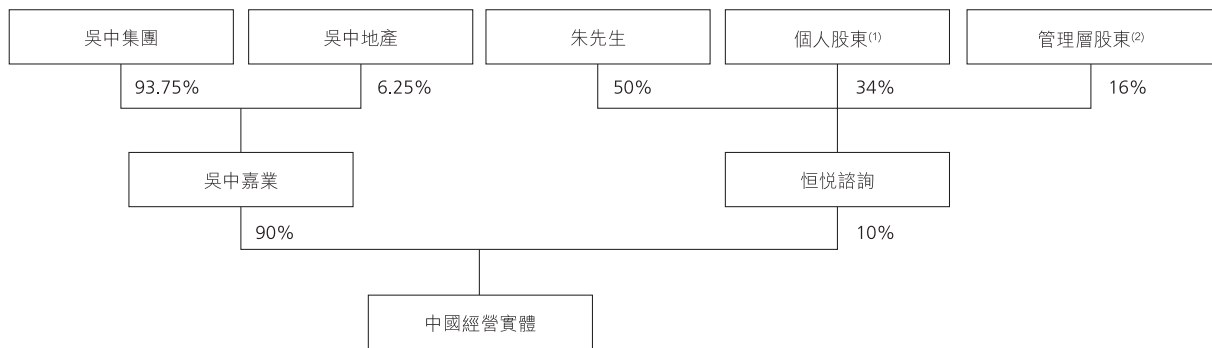 吳中集團
吳中地產
朱先生
個人股東(1)
管理層股東(2)
93.75%
6.25%
50%
34%
16%
吳中嘉業
恒悅諮詢
90%
10%
中國經營實體